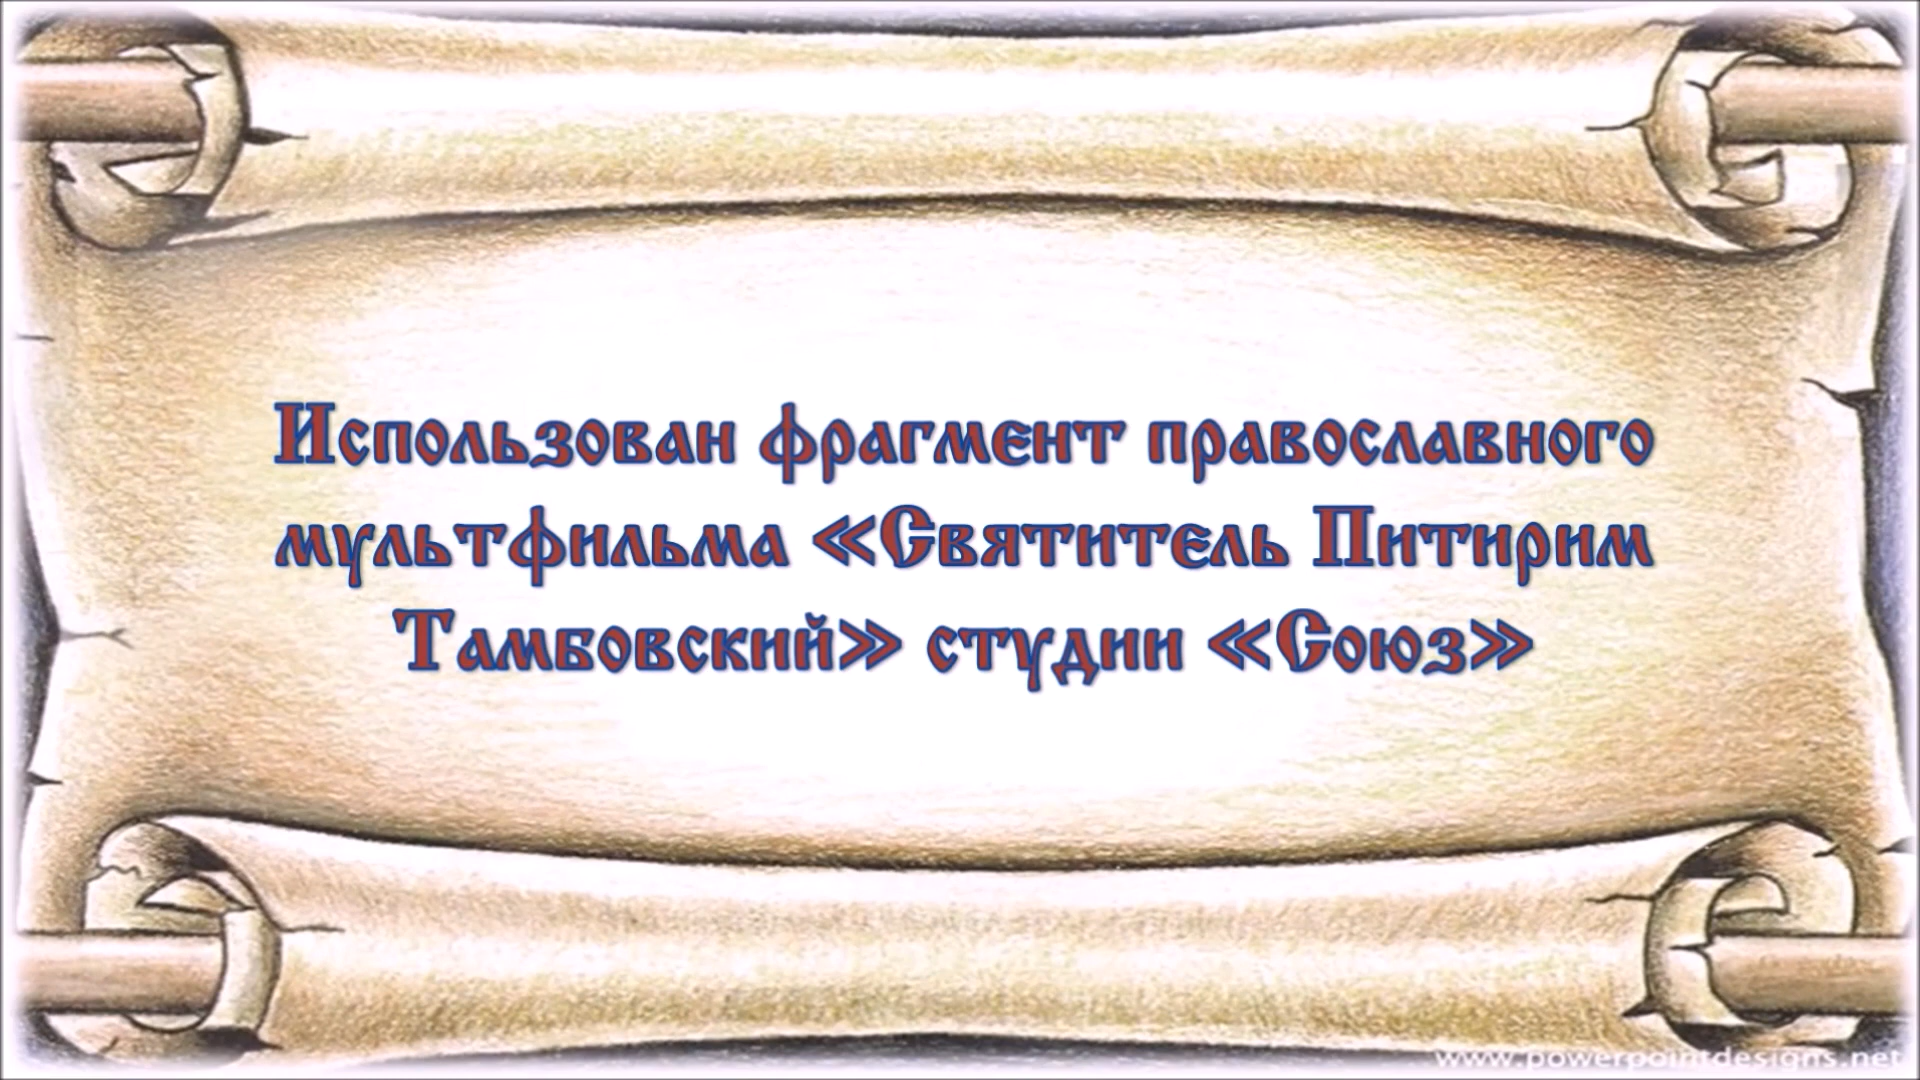 Использован фрагмент православного
мультфильма «Святитель Питирим
Тамбовский» студии «Союз»
www.powerpointdesigns.net